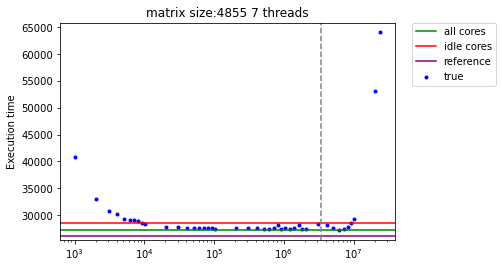 matrix size:4855 7 threads
Execution time
65000
60000
55000
50000
45000
40000
35000
30000
10³
10⁴
10⁵
10⁶
10⁷
all cores
idle cores
reference
true